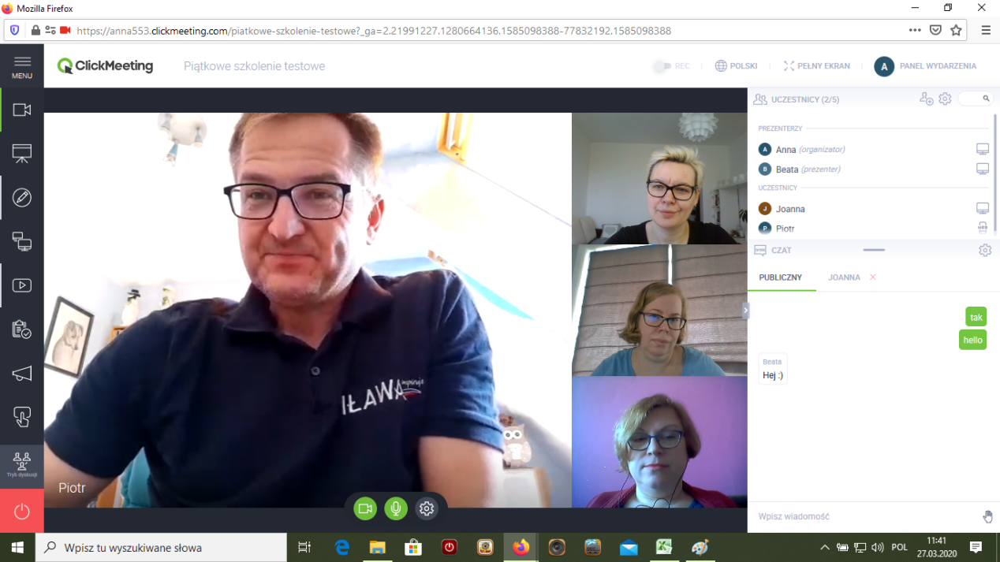 Mozilla Firefox
https://anna553.clickmeeting.com/piatkowe-szkolenie-testowe?_ga=2.21991227.1280664136.1585098388-77832192.1585098388
MENU
ClickMeeting
Piątkowe szkolenie testowe
REC
POLSKI
PEŁNY EKRAN
A
PANEL WYDARZENIA
UCZESTNICY (2/5)
PREZENTERZY
A Anna (organizator)
B Beata (prezenter)
UCZESTNICY
J Joanna
P Piotr
CZAT
PUBLICZNY
JOANNA
tak
hello
Beata
Hej :)
Wpisz wiadomość
IŁAWA inspiruje
Piotr
Tryb dyskusji
Wpisz tu wyszukiwane słowa
POL
11:41
27.03.2020